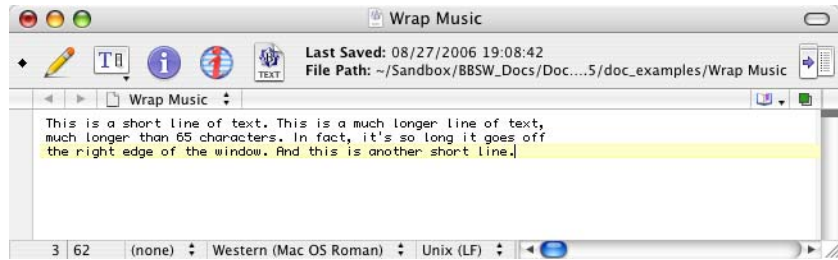 Wrap Music
Last Saved: 08/27/2006 19:08:42
File Path: ~/Sandbox/BBSW_Docs/Doc....5/doc_examples/Wrap Music
TEXT
Wrap Music
This is a short line of text. This is a much longer line of text,
much longer than 65 characters. In fact, it's so long it goes off
the right edge of the window. And this is another short line.
3 62 (none) Western (Mac OS Roman) Unix (LF)